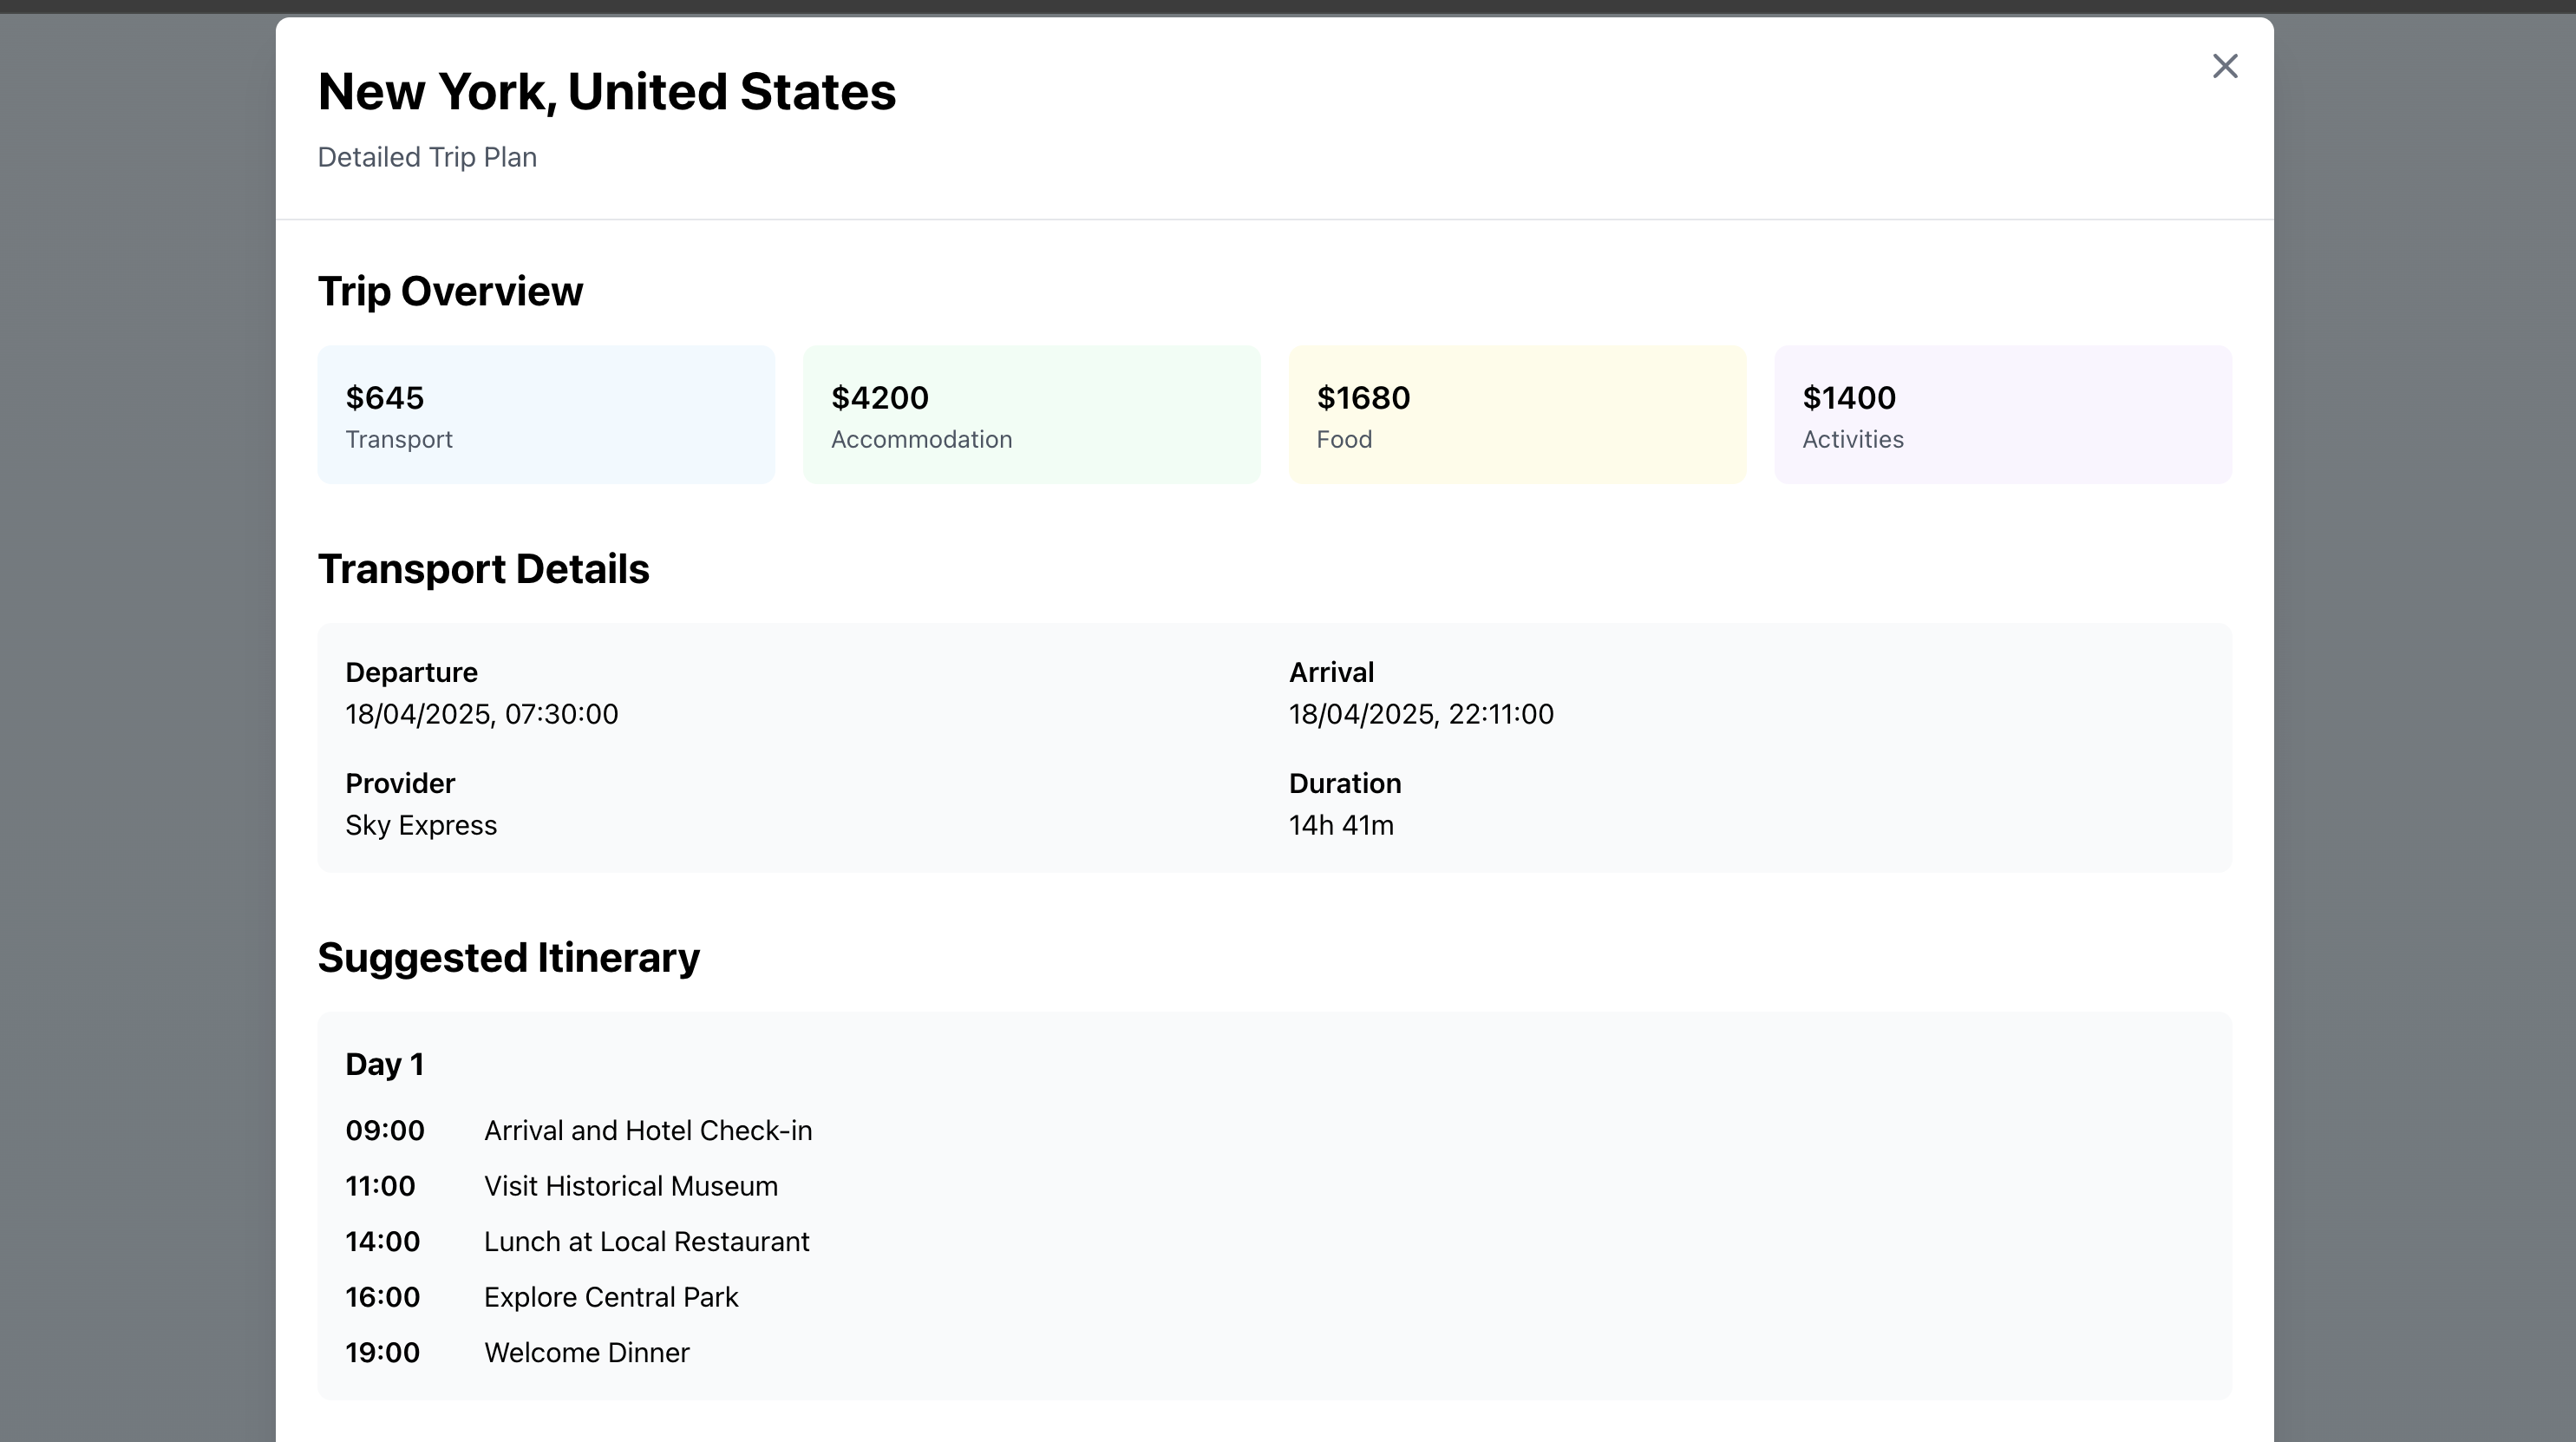 New York, United States
Detailed Trip Plan
Trip Overview
$645
Transport
$4200
Accommodation
$1680
Food
$1400
Activities
Transport Details
Departure
18/04/2025, 07:30:00
Arrival
18/04/2025, 22:11:00
Provider
Sky Express
Duration
14h 41m
Suggested Itinerary
Day 1
09:00 Arrival and Hotel Check-in
11:00 Visit Historical Museum
14:00 Lunch at Local Restaurant
16:00 Explore Central Park
19:00 Welcome Dinner